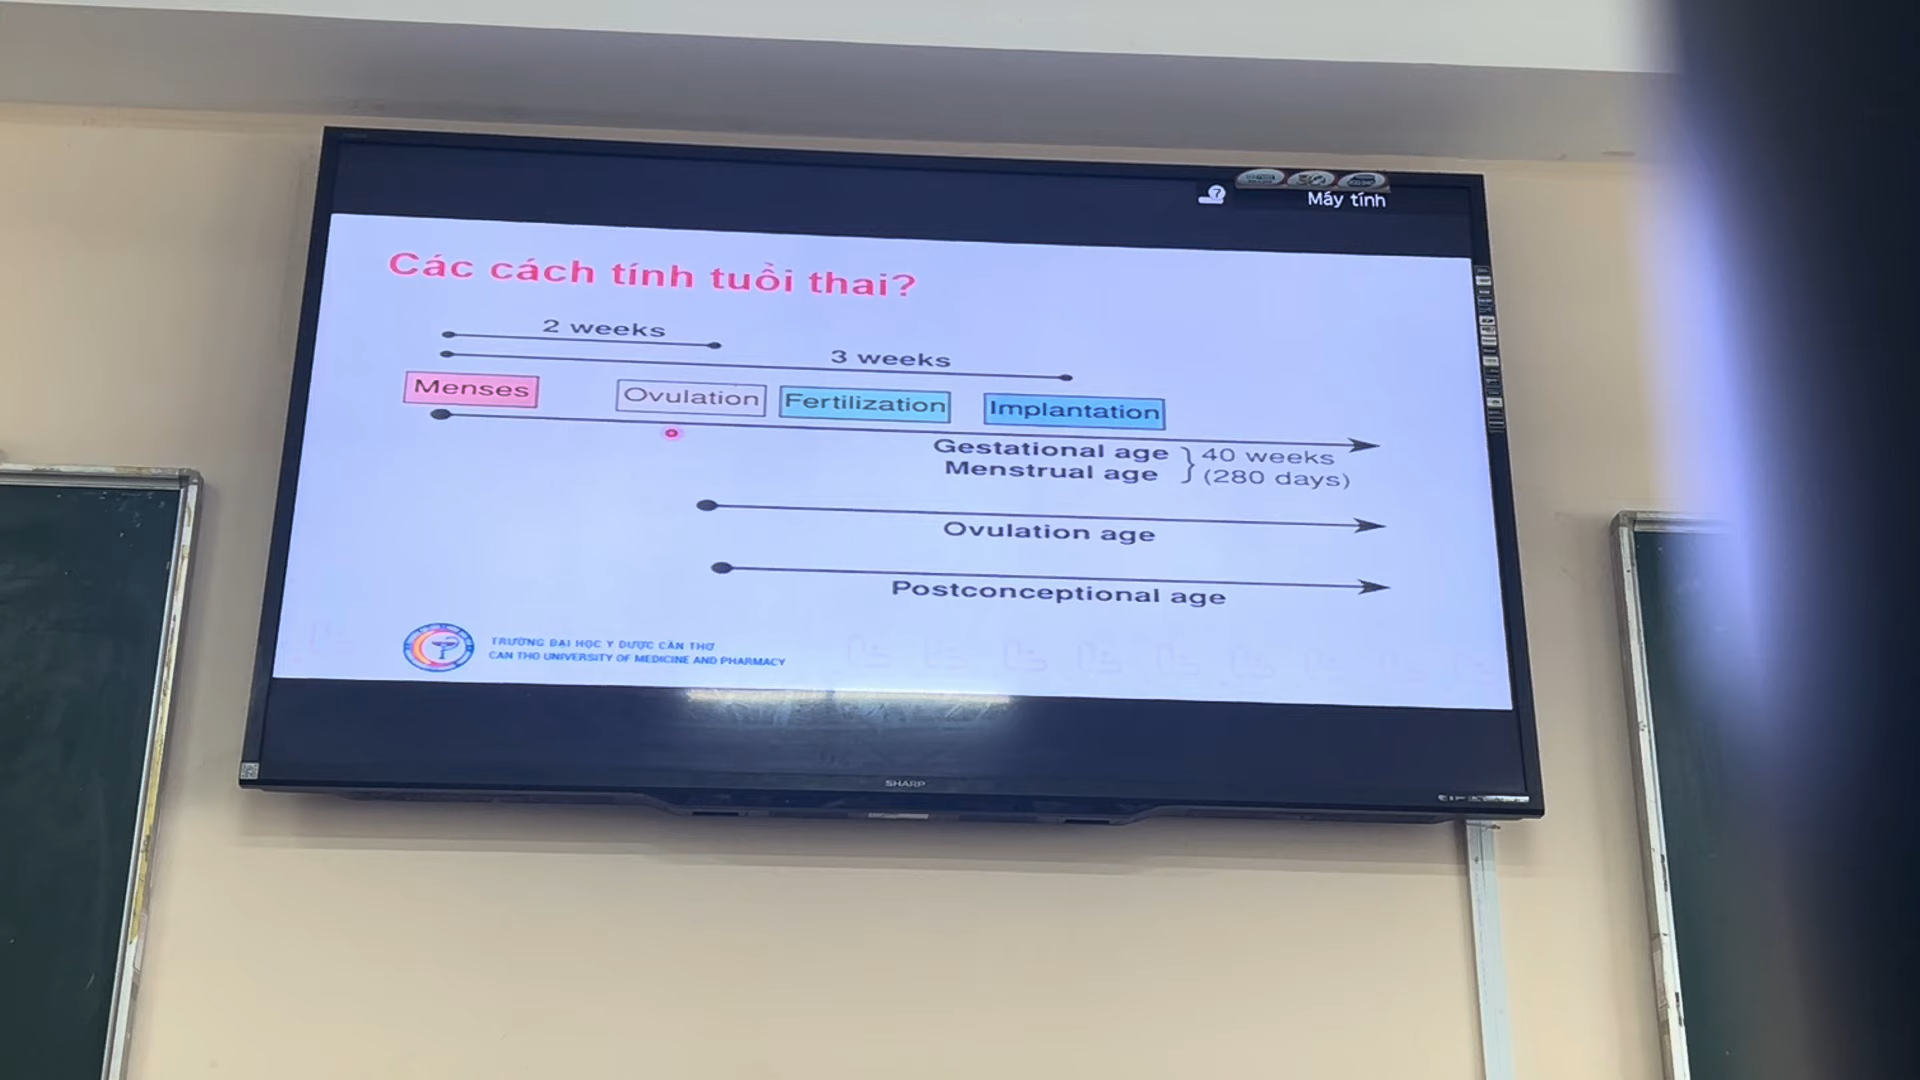 Máy tính
Các cách tính tuổi thai?
2 weeks
3 weeks
Menses
Ovulation
Fertilization
Implantation
Gestational age
Menstrual age
40 weeks
(280 days)
Ovulation age
Postconceptional age
TRƯỜNG ĐẠI HỌC Y DƯỢC CẦN THƠ
CAN THO UNIVERSITY OF MEDICINE AND PHARMACY
SHARP